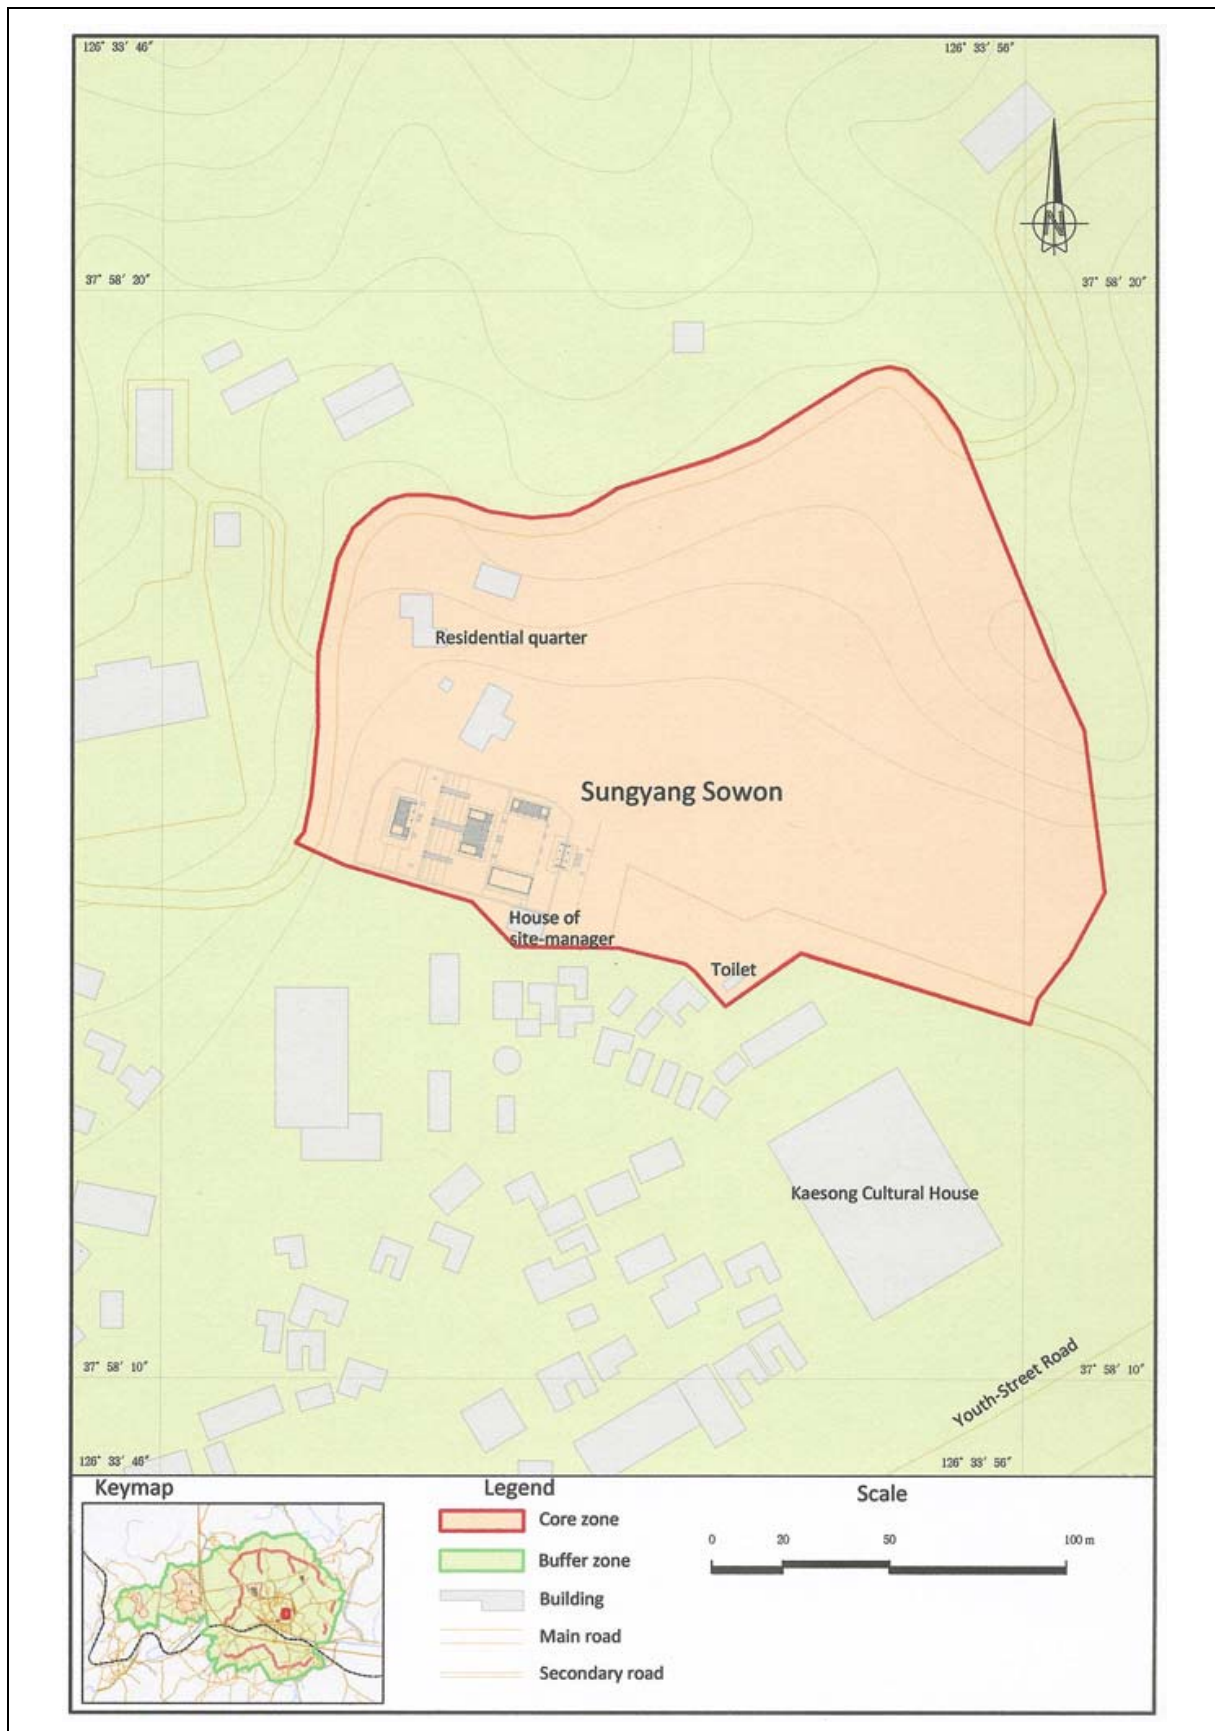 126° 33′ 46″
126° 33′ 56″
N
37° 58′ 20″
37° 58′ 20″
Residential quarter
Sungyang Sowon
House of
site-manager
Toilet
Kaesong Cultural House
Youth-Street Road
37° 58′ 10″
37° 58′ 10″
126° 33′ 46″
126° 33′ 56″
Keymap
Legend
Scale
Core zone
Buffer zone
Building
Main road
Secondary road
0
20
50
100 m